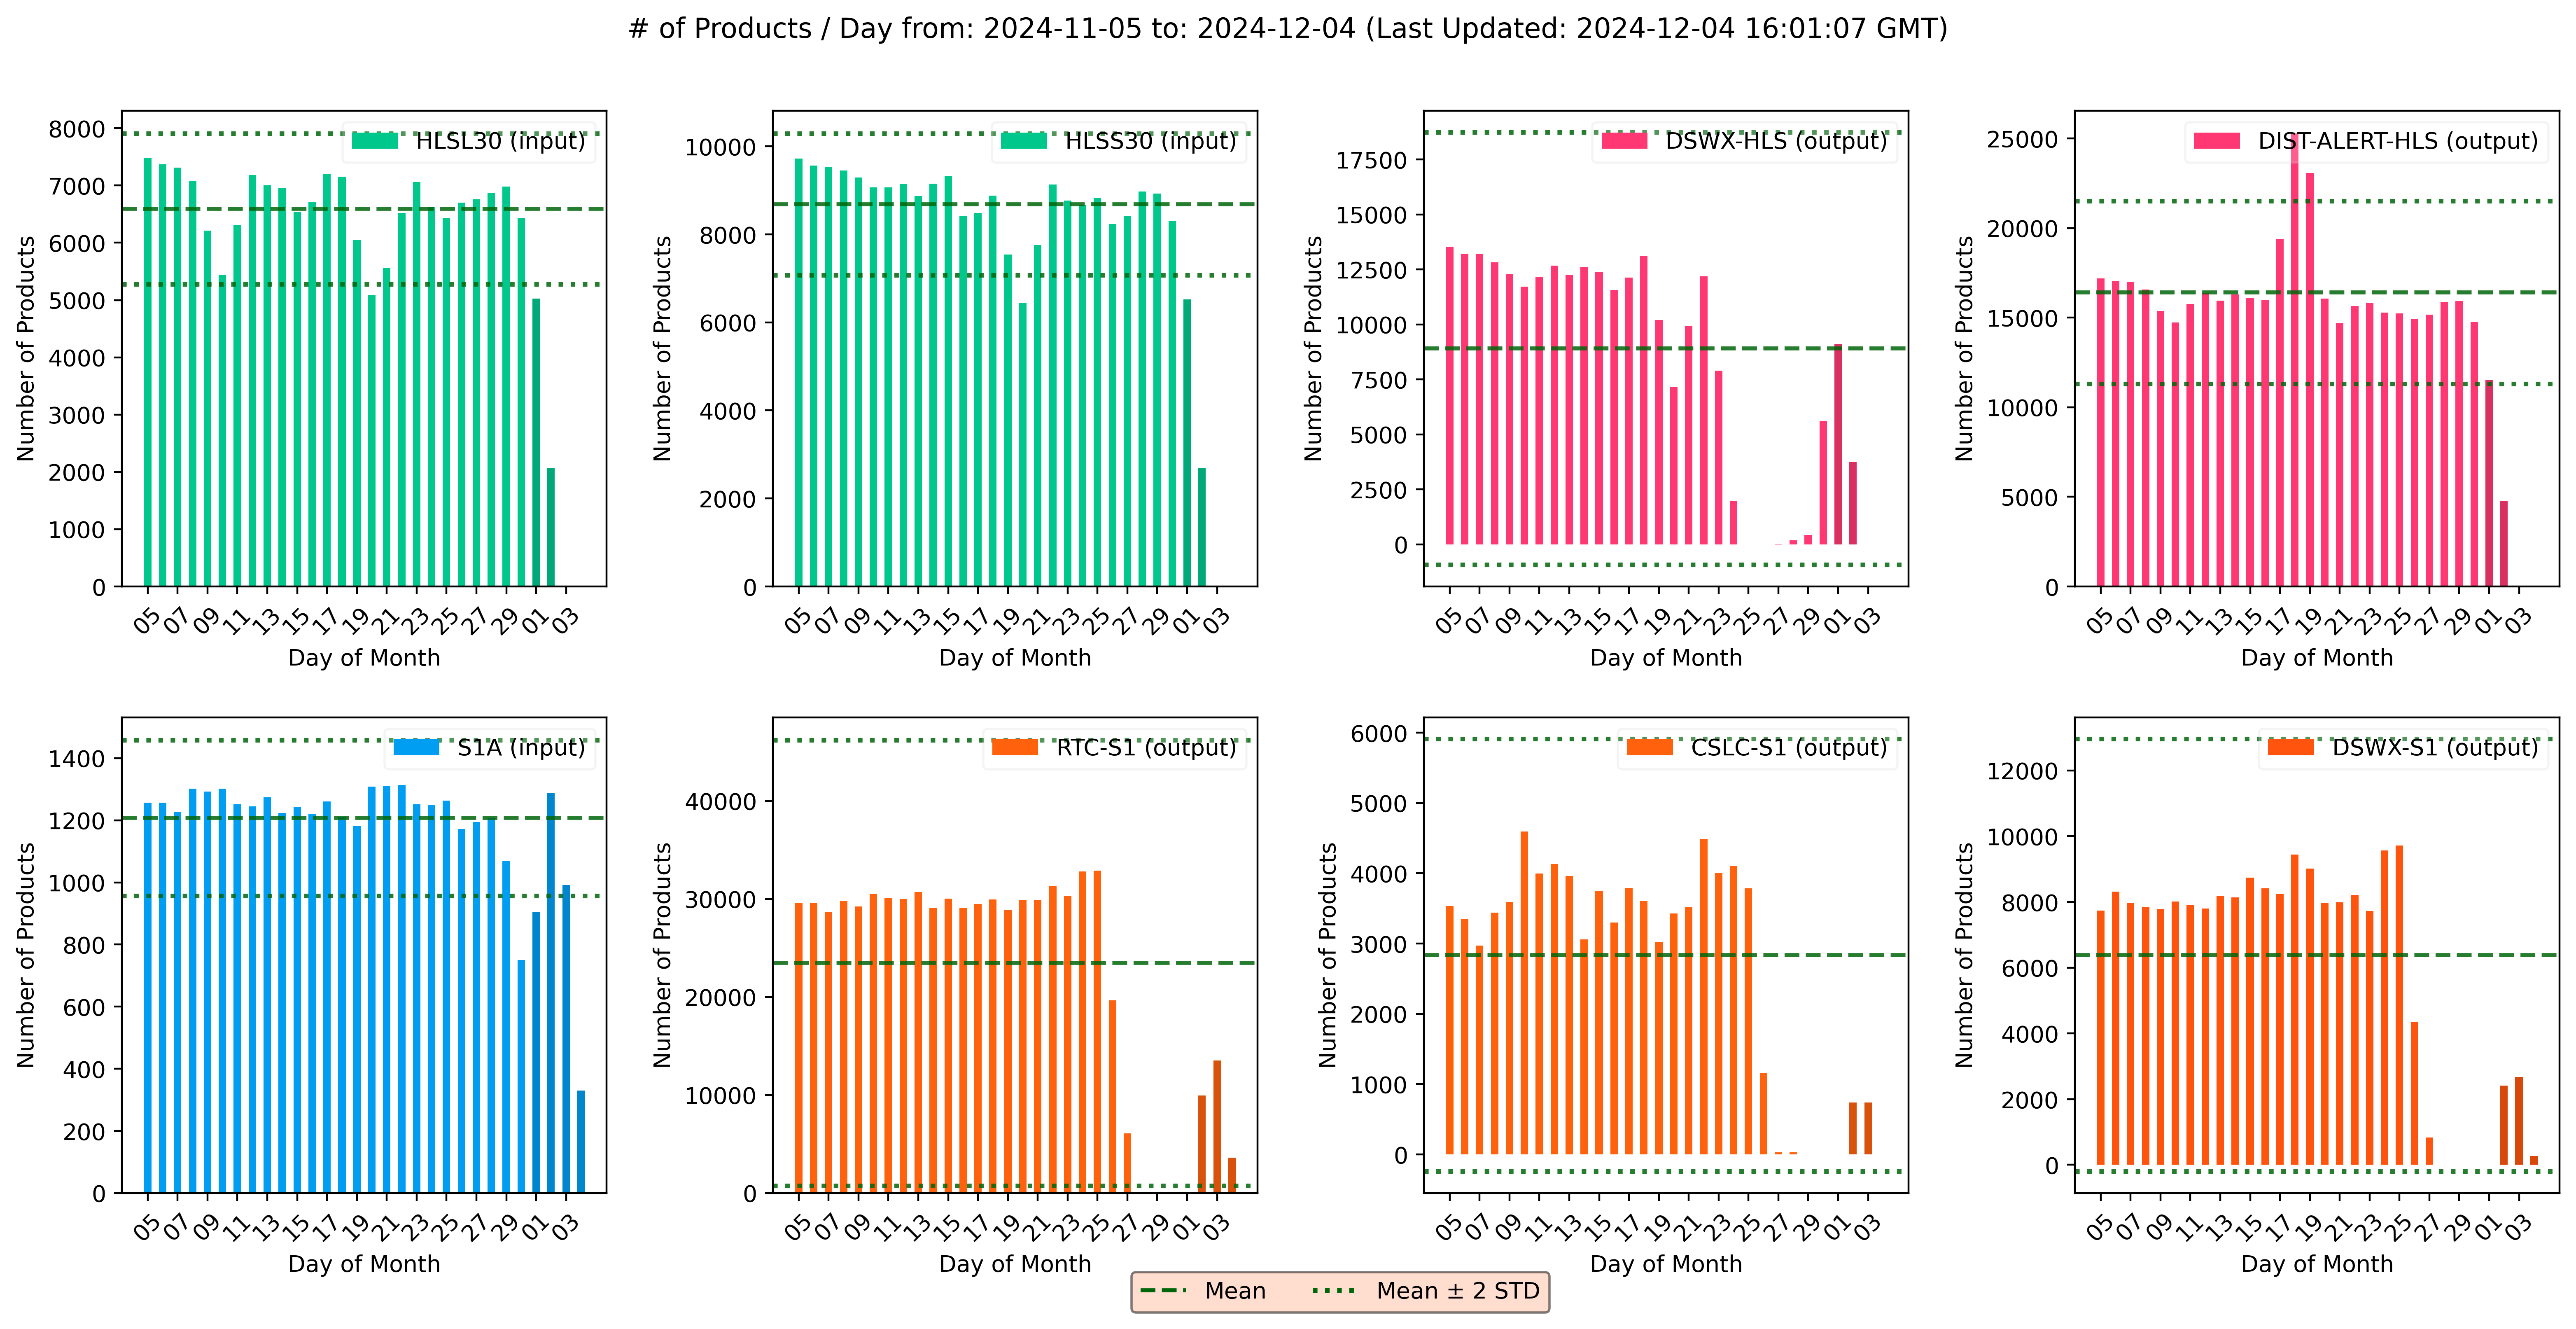 # of Products / Day from: 2024-11-05 to: 2024-12-04 (Last Updated: 2024-12-04 16:01:07 GMT)
HLSL30 (input)
Number of Products
8000
7000
6000
5000
4000
3000
2000
1000
0
05 07 09 11 13 15 17 19 21 23 25 27 29 01 03
Day of Month
HLSS30 (input)
Number of Products
10000
8000
6000
4000
2000
0
05 07 09 11 13 15 17 19 21 23 25 27 29 01 03
Day of Month
DSWX-HLS (output)
Number of Products
17500
15000
12500
10000
7500
5000
2500
0
05 07 09 11 13 15 17 19 21 23 25 27 29 01 03
Day of Month
DIST-ALERT-HLS (output)
Number of Products
25000
20000
15000
10000
5000
0
05 07 09 11 13 15 17 19 21 23 25 27 29 01 03
Day of Month
S1A (input)
Number of Products
1400
1200
1000
800
600
400
200
0
05 07 09 11 13 15 17 19 21 23 25 27 29 01 03
Day of Month
RTC-S1 (output)
Number of Products
40000
30000
20000
10000
0
05 07 09 11 13 15 17 19 21 23 25 27 29 01 03
Day of Month
CSLC-S1 (output)
Number of Products
6000
5000
4000
3000
2000
1000
0
05 07 09 11 13 15 17 19 21 23 25 27 29 01 03
Day of Month
DSWX-S1 (output)
Number of Products
12000
10000
8000
6000
4000
2000
0
05 07 09 11 13 15 17 19 21 23 25 27 29 01 03
Day of Month
Mean Mean ± 2 STD